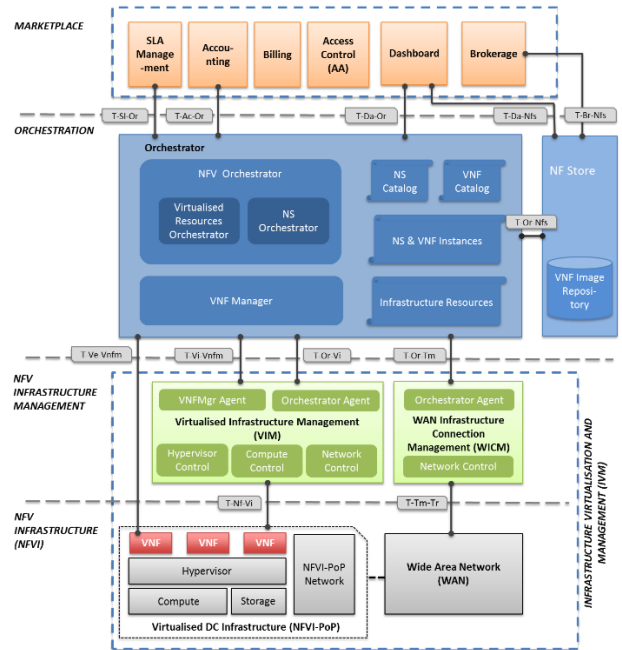 MARKETPLACE
SLA
Manage
-ment
Accou-
nting
Billing
Access
Control
(AA)
Dashboard
Brokerage
T-Sl-Or
T-Ac-Or
T-Da-Or
T-Da-Nfs
T-Br-Nfs
ORCHESTRATION
Orchestrator
NFV Orchestrator
Virtualised
Resources
Orchestrator
NS
Orchestrator
NS
Catalog
VNF
Catalog
NS & VNF Instances
VNF Manager
Infrastructure Resources
T-Or Nfs
NF Store
VNF Image
Reposi-
tory
T-Ve Vnfm
T-Vi Vnfm
T-Or Vi
T-Or Tm
NFV
INFRASTRUCTURE
MANAGEMENT
VNFMgr Agent
Orchestrator Agent
Virtualised Infrastructure Management
(VIM)
Hypervisor
Control
Compute
Control
Network
Control
Orchestrator Agent
WAN Infrastructure
Connection
Management (WICM)
Network Control
INFRASTRUCTURE VIRTUALISATION AND
MANAGEMENT (IVM)
T-Nf-Vi
T-Tm-Tr
NFV
INFRASTRUCTURE
(NFVI)
VNF
VNF
VNF
Hypervisor
Compute
Storage
NFVI-PoP
Network
Virtualised DC Infrastructure (NFVI-PoP)
Wide Area Network
(WAN)